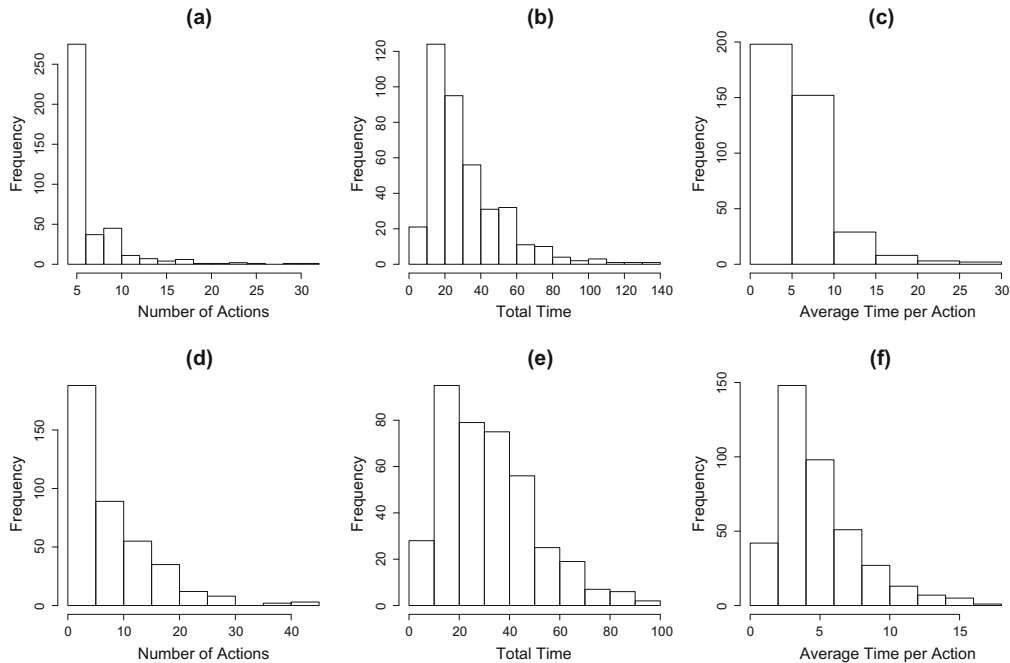 (a)
Frequency
0 50 100 150 200 250
5 10 15 20 25 30
Number of Actions
(b)
Frequency
0 20 40 60 80 100 120
0 20 40 60 80 100 120 140
Total Time
(c)
Frequency
0 50 100 150 200
0 5 10 15 20 25 30
Average Time per Action
(d)
Frequency
0 50 100 150
0 10 20 30 40
Number of Actions
(e)
Frequency
0 20 40 60 80
0 20 40 60 80 100
Total Time
(f)
Frequency
0 50 100 150
0 5 10 15
Average Time per Action